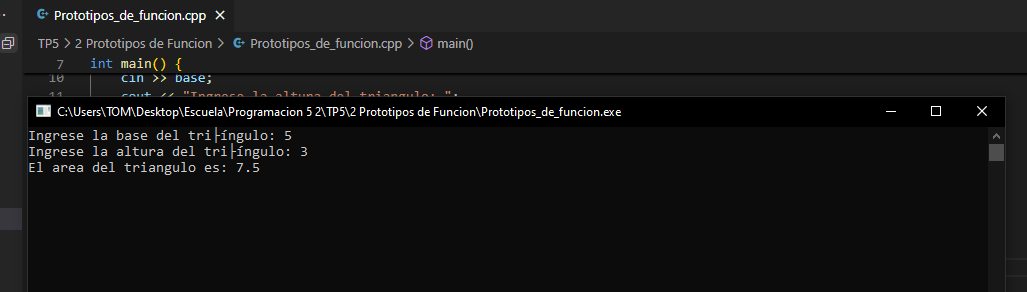 Prototipos_de_funcion.cpp
TP5 > 2 Prototipos de Funcion > Prototipos_de_funcion.cpp > main()
7 int main() {
10 cin >> base;
11 cout << "Ingrese la altura del triangulo: ";
C:\Users\TOM\Desktop\Escuela\Programacion 5 2\TP5\2 Prototipos de Funcion\Prototipos_de_funcion.exe
Ingrese la base del tri├íngulo: 5
Ingrese la altura del tri├íngulo: 3
El area del triangulo es: 7.5